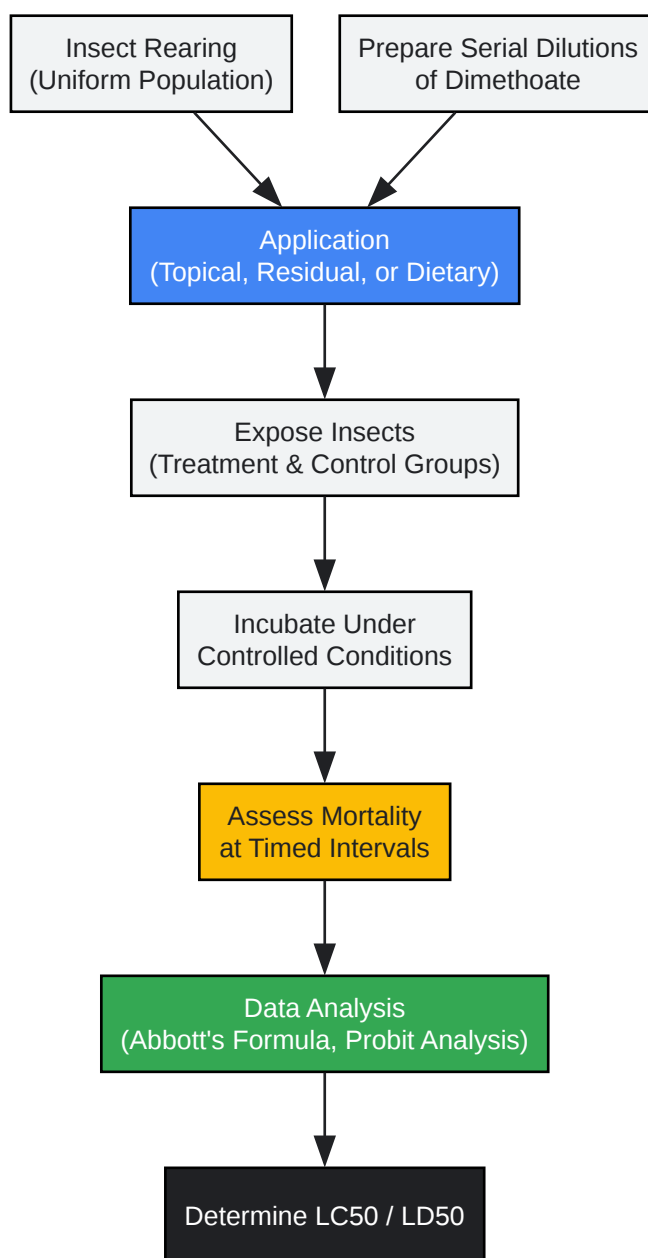 Insect Rearing
(Uniform Population)
Prepare Serial Dilutions
of Dimethoate
Application
(Topical, Residual, or Dietary)
Expose Insects
(Treatment & Control Groups)
Incubate Under
Controlled Conditions
Assess Mortality
at Timed Intervals
Data Analysis
(Abbott's Formula, Probit Analysis)
Determine LC50 / LD50